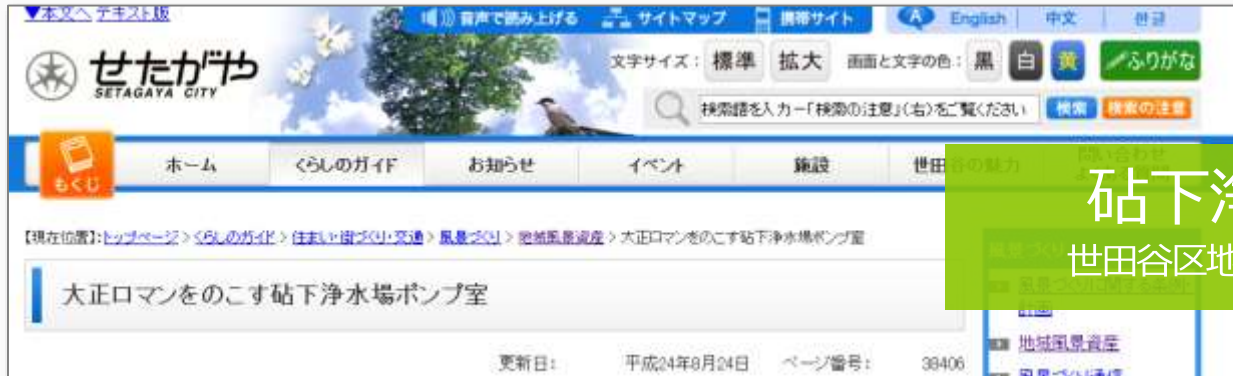 ▼本文へ テキスト版
音声で読み上げる サイトマップ 携帯サイト A English 中文 한글
せたがや
SETAGAYA CITY
文字サイズ： 標準 拡大 画面と文字の色： 黒 白 黄 ふりがな
検索語を入力ー「検索の注意」(右)をご覧ください 検索 検索の注意
もくじ ホーム くらしのガイド お知らせ イベント 施設 世田谷の魅力
砧下浄
世田谷区地
【現在位置】：トップページ > くらしのガイド > 住まい・街づくり・交通 > 風景づくり > 地域風景資産 > 大正ロマンをのこす砧下浄水場ポンプ室
大正ロマンをのこす砧下浄水場ポンプ室
計画
地域風景資産
更新日： 平成24年8月24日 ページ番号： 38406